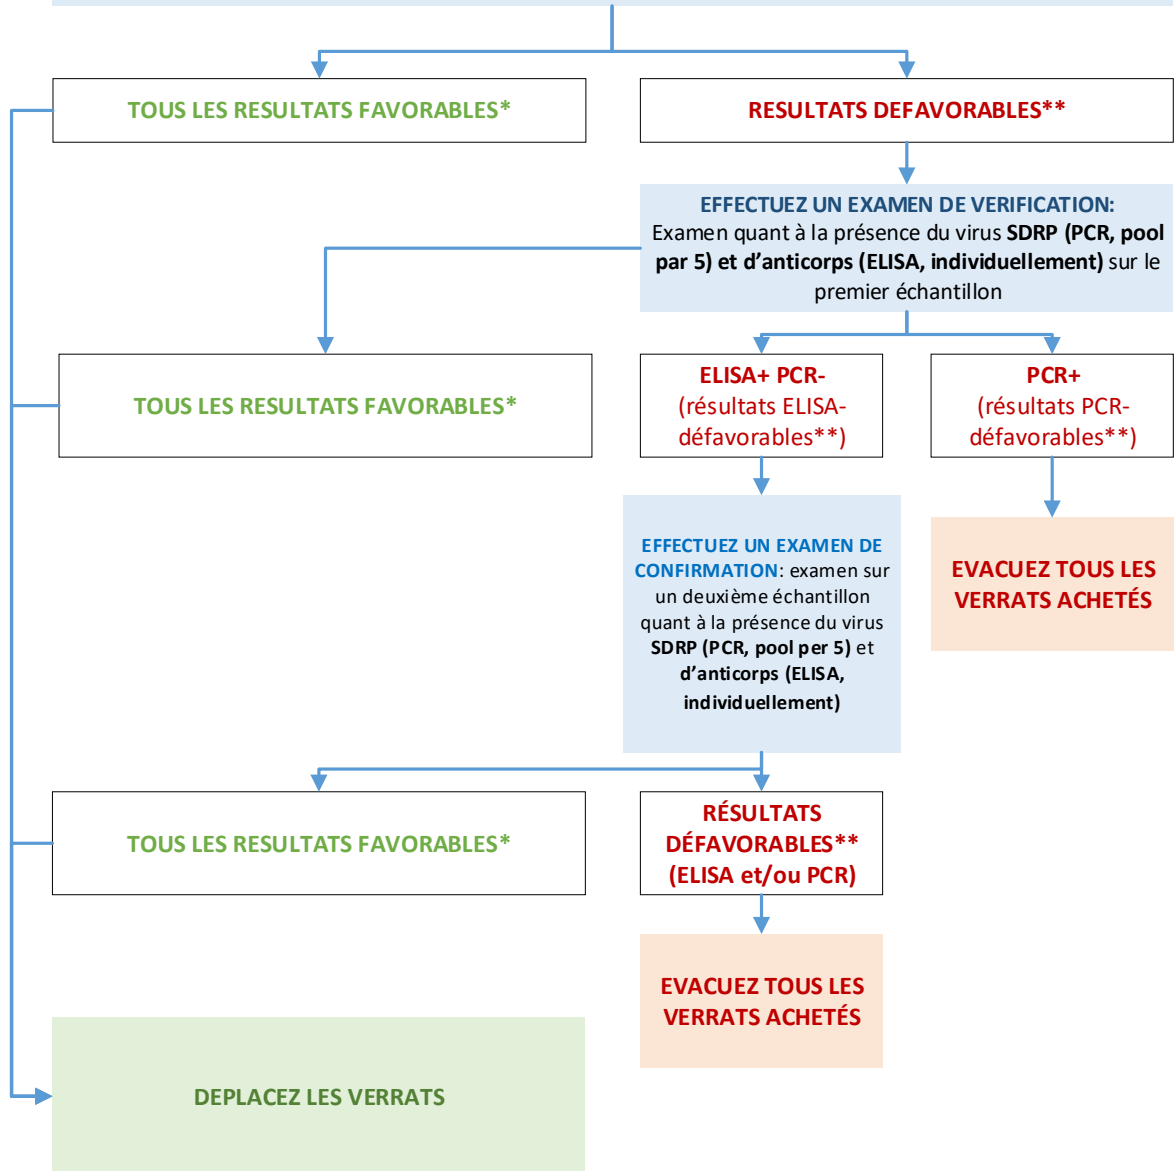 TOUS LES RESULTATS FAVORABLES*
RESULTATS DEFAVORABLES**
EFFECTUEZ UN EXAMEN DE VERIFICATION:
Examen quant à la présence du virus SDRP (PCR, pool
par 5) et d’anticorps (ELISA, individuellement) sur le
premier échantillon
TOUS LES RESULTATS FAVORABLES*
ELISA+ PCR-
(résultats ELISA-
défavorables**)
PCR+
(résultats PCR-
défavorables**)
EFFECTUEZ UN EXAMEN DE
CONFIRMATION: examen sur
un deuxième échantillon
quant à la présence du virus
SDRP (PCR, pool per 5) et
d’anticorps (ELISA,
individuellement)
EVACUEZ TOUS LES
VERRATS ACHETÉS
TOUS LES RESULTATS FAVORABLES*
RÉSULTATS
DÉFAVORABLES**
(ELISA et/ou PCR)
EVACUEZ TOUS LES
VERRATS ACHETÉS
DEPLACEZ LES VERRATS